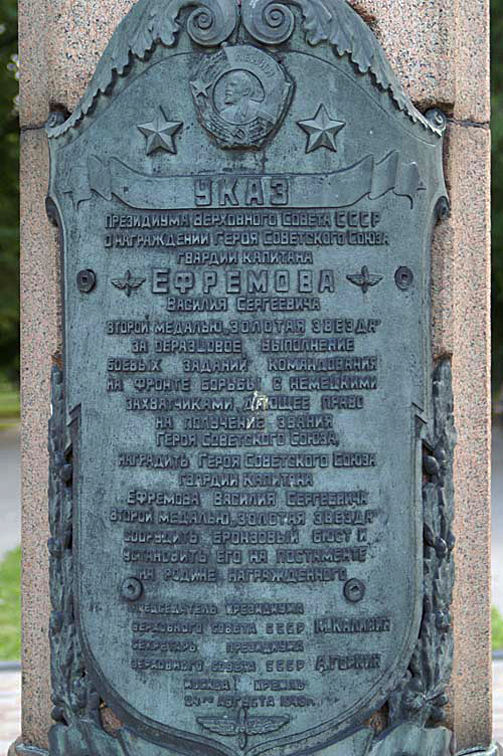 УКАЗ
ПРЕЗИДИУМА ВЕРХОВНОГО СОВЕТА СССР
О НАГРАЖДЕНИИ ГЕРОЯ СОВЕТСКОГО СОЮЗА
ГВАРДИИ КАПИТАНА
ЕФРЕМОВА
ВАСИЛИЯ СЕРГЕЕВИЧА
ВТОРОЙ МЕДАЛЬЮ „ЗОЛОТАЯ ЗВЕЗДА"
ЗА ОБРАЗЦОВОЕ ВЫПОЛНЕНИЕ
БОЕВЫХ ЗАДАНИЙ КОМАНДОВАНИЯ
НА ФРОНТЕ БОРЬБЫ С НЕМЕЦКИМИ
ЗАХВАТЧИКАМИ, ДАЮЩЕЕ ПРАВО
НА ПОЛУЧЕНИЕ ЗВАНИЯ
ГЕРОЯ СОВЕТСКОГО СОЮЗА,
НАГРАДИТЬ ГЕРОЯ СОВЕТСКОГО СОЮЗА
ГВАРДИИ КАПИТАНА
ЕФРЕМОВА ВАСИЛИЯ СЕРГЕЕВИЧА
ВТОРОЙ МЕДАЛЬЮ „ЗОЛОТАЯ ЗВЕЗДА"
СООРУДИТЬ БРОНЗОВЫЙ БЮСТ И
УСТАНОВИТЬ ЕГО НА ПОСТАМЕНТЕ
НА РОДИНЕ НАГРАЖДЕННОГО
ПРЕДСЕДАТЕЛЬ ПРЕЗИДИУМА
ВЕРХОВНОГО СОВЕТА СССР М. КАЛИНИН
СЕКРЕТАРЬ ПРЕЗИДИУМА
ВЕРХОВНОГО СОВЕТА СССР А. ГОРКИН
МОСКВА КРЕМЛЬ
АВГУСТА